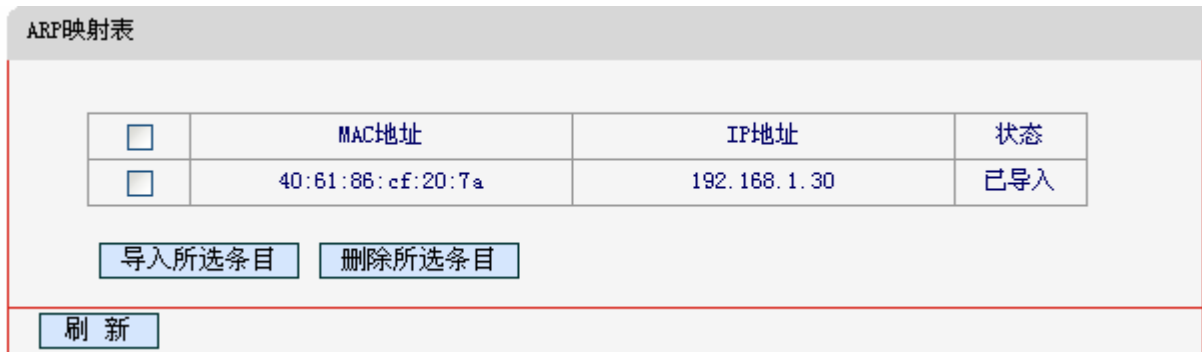 ARP映射表
MAC地址 IP地址 状态
40:61:86:cf:20:7a 192.168.1.30 已导入
导入所选条目 删除所选条目
刷 新